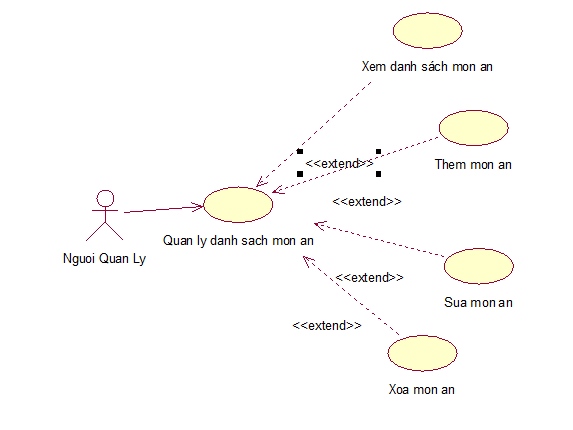 Xem danh sách mon an
<<extend>>
Them mon an
<<extend>>
Quan ly danh sach mon an
Nguoi Quan Ly
<<extend>>
Sua mon an
<<extend>>
Xoa mon an